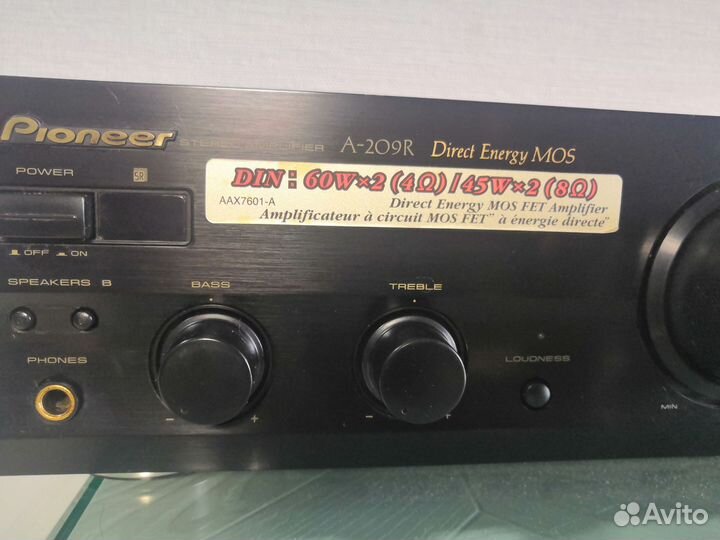 Pioneer STEREO AMPLIFIER A-209R Direct Energy MOS
POWER SR
DIN: 60W×2 (4Ω) / 45W×2 (8Ω)
AAX7601-A Direct Energy MOS FET Amplifier
Amplificateur à circuit MOS FET" à énergie directe"
OFF ON
SPEAKERS B BASS TREBLE
PHONES LOUDNESS
- + - + MIN
Avito